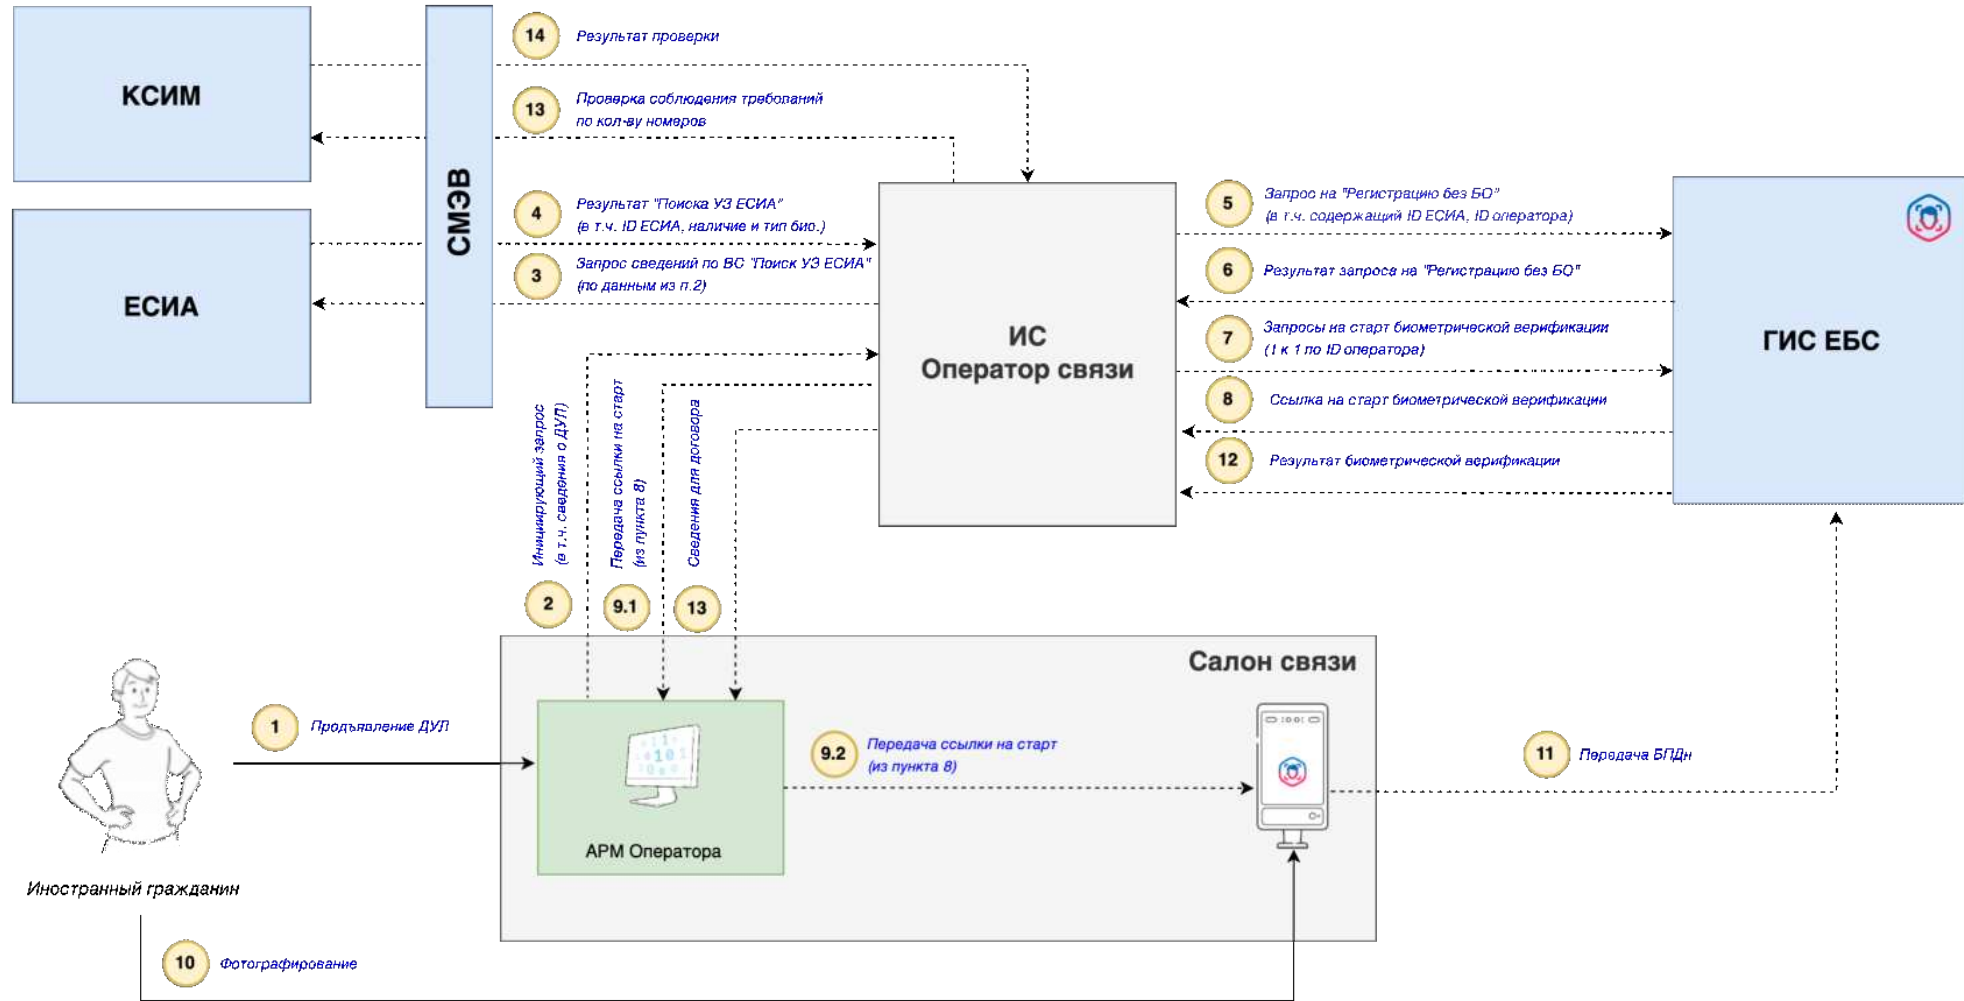 КСИМ
ЕСИА
СМЭВ
14 Результат проверки
13 Проверка соблюдения требований
по кол-ву номеров
4 Результат "Поиска УЗ ЕСИА"
(в т.ч. ID ЕСИА, наличие и тип био.)
3 Запрос сведений по ВС "Поиск УЗ ЕСИА"
(по данным из п.2)
ИС
Оператор связи
5 Запрос на "Регистрацию без БО"
(в т.ч. содержащий ID ЕСИА, ID оператора)
6 Результат запроса на "Регистрацию без БО"
7 Запросы на старт биометрической верификации
(1 к 1 по ID оператора)
8 Ссылка на старт биометрической верификации
12 Результат биометрической верификации
ГИС ЕБС
Инициирующий запрос
(в т.ч. сведения о ДУЛ)
2
Передача ссылки на старт
(из пункта 8)
9.1
Сведения для договора
13
Салон связи
1 Продъявление ДУЛ
101
АРМ Оператора
9.2 Передача ссылки на старт
(из пункта 8)
11 Передача БПДн
Иностранный гражданин
10 Фотографирование